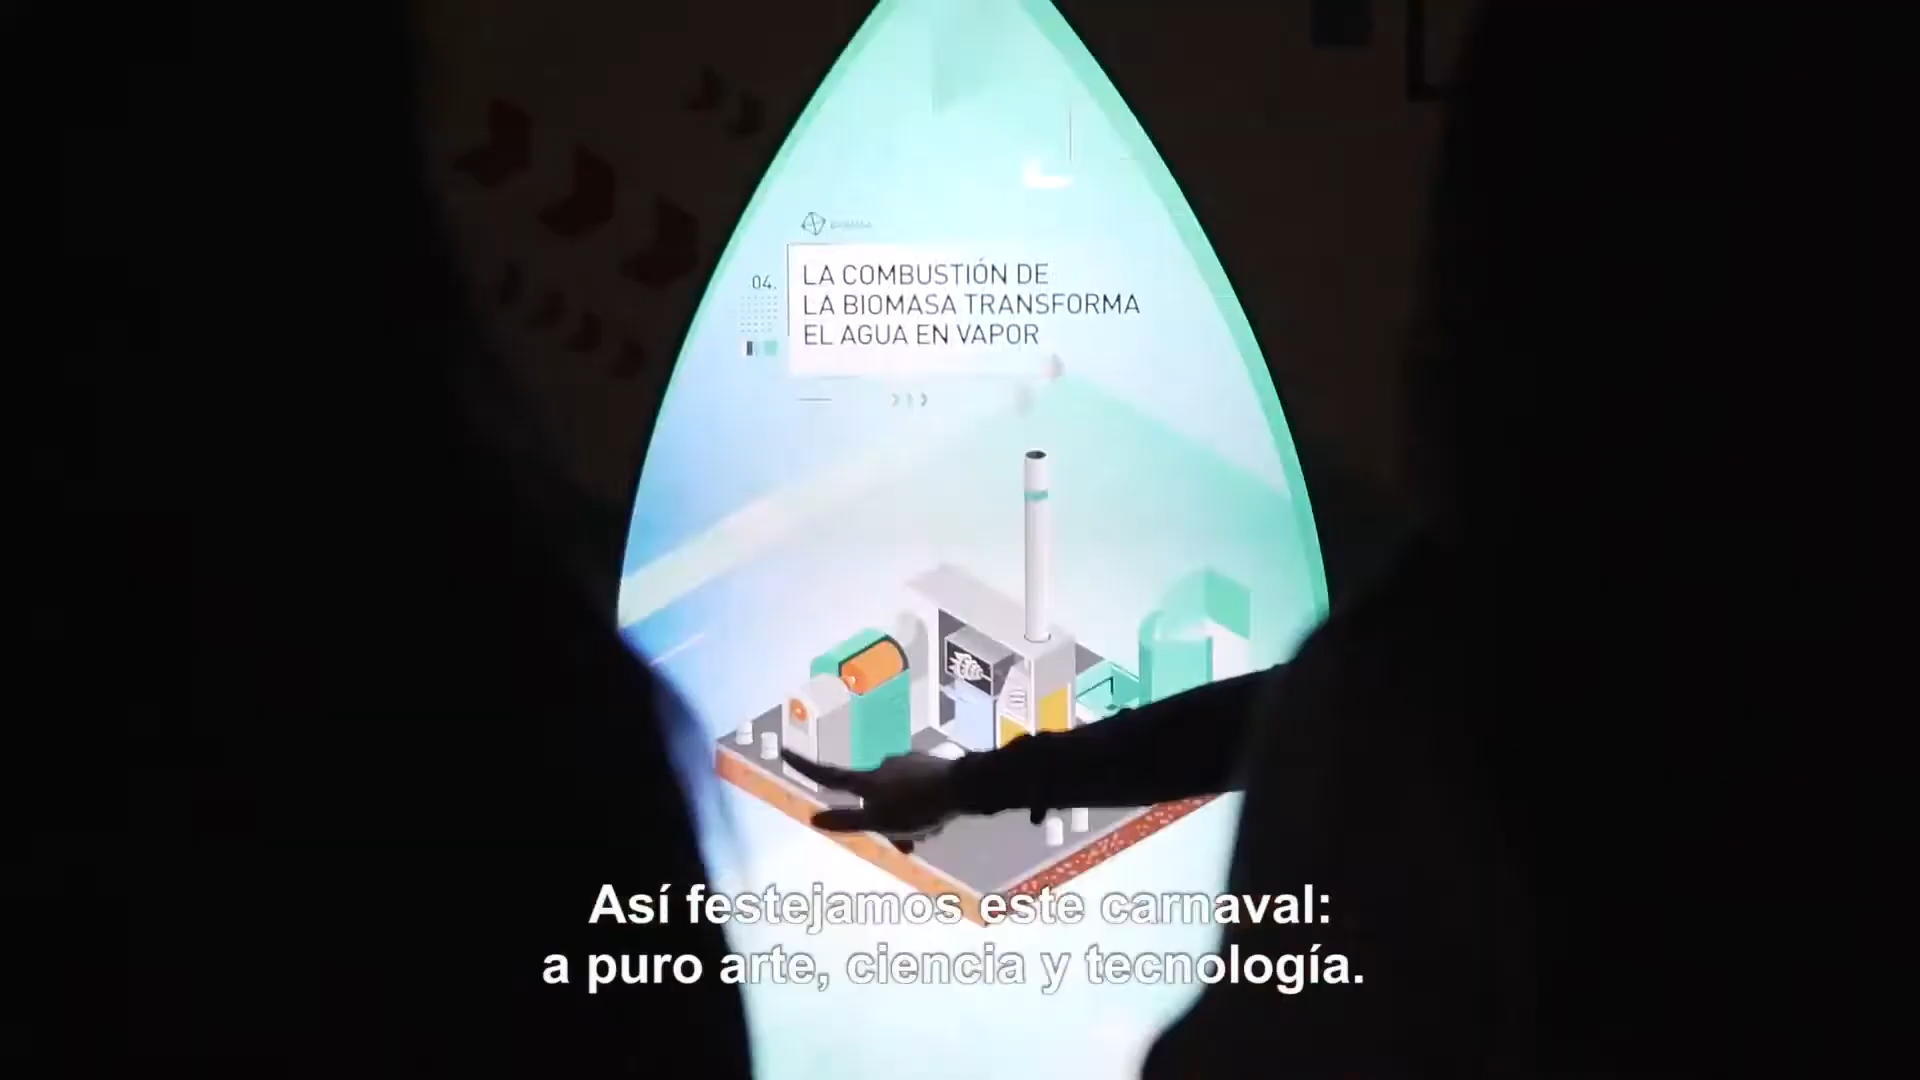 BIOMASA
04.
LA COMBUSTIÓN DE
LA BIOMASA TRANSFORMA
EL AGUA EN VAPOR
Así festejamos este carnaval:
a puro arte, ciencia y tecnología.